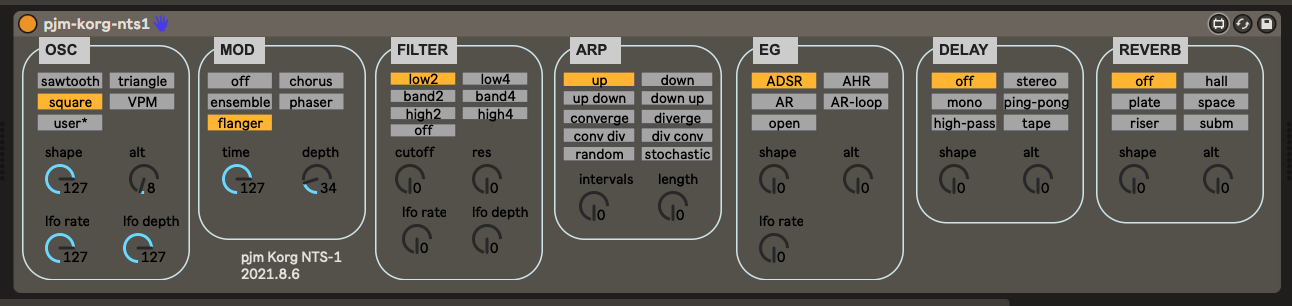 pjm-korg-nts1
OSC
sawtooth triangle
square VPM
user*
shape alt
127 8
lfo rate lfo depth
127 127
MOD
off chorus
ensemble phaser
flanger
time depth
127 34
pjm Korg NTS-1
2021.8.6
FILTER
low2 low4
band2 band4
high2 high4
off
cutoff res
0 0
lfo rate lfo depth
0 0
ARP
up down
up down down up
converge diverge
conv div div conv
random stochastic
intervals length
0 0
EG
ADSR AHR
AR AR-loop
open
shape alt
0 0
lfo rate
0
DELAY
off stereo
mono ping-pong
high-pass tape
shape alt
0 0
REVERB
off hall
plate space
riser subm
shape alt
0 0